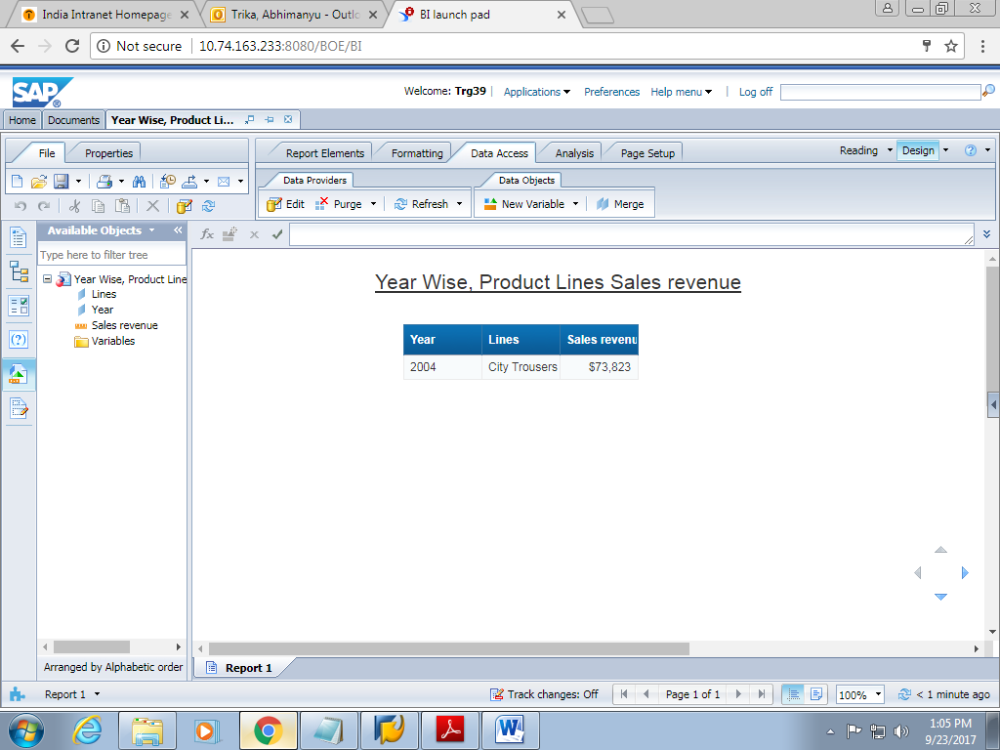 India Intranet Homepage
Trika, Abhimanyu - Outlo
BI launch pad
Not secure
10.74.163.233:8080/BOE/BI
SAP®
Welcome: Trg39
Applications
Preferences
Help menu
Log off
Home
Documents
Year Wise, Product Li...
File
Properties
Report Elements
Formatting
Data Access
Analysis
Page Setup
Reading
Design
Data Providers
Data Objects
Edit
Purge
Refresh
New Variable
Merge
Available Objects
Type here to filter tree
Year Wise, Product Line
Lines
Year
Sales revenue
Variables
Year Wise, Product Lines Sales revenue
Year Lines Sales revenu
2004 City Trousers $73,823
Arranged by Alphabetic order
Report 1
Report 1
Track changes: Off
Page 1 of 1
100%
< 1 minute ago
1:05 PM
9/23/2017